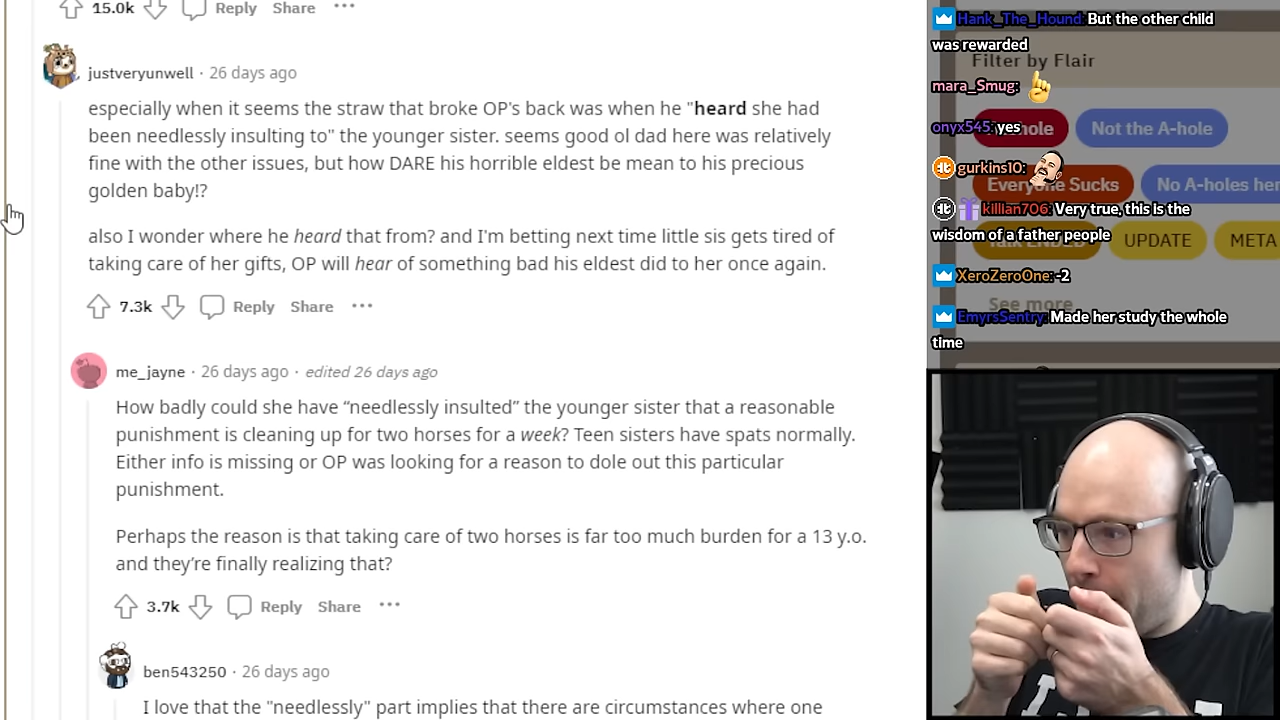 15.0k Reply Share ...
justveryunwell · 26 days ago
especially when it seems the straw that broke OP's back was when he "heard she had
been needlessly insulting to" the younger sister. seems good ol dad here was relatively
fine with the other issues, but how DARE his horrible eldest be mean to his precious
golden baby!?
also I wonder where he heard that from? and I'm betting next time little sis gets tired of
taking care of her gifts, OP will hear of something bad his eldest did to her once again.
7.3k Reply Share ...
me_jayne · 26 days ago · edited 26 days ago
How badly could she have “needlessly insulted” the younger sister that a reasonable
punishment is cleaning up for two horses for a week? Teen sisters have spats normally.
Either info is missing or OP was looking for a reason to dole out this particular
punishment.
Perhaps the reason is that taking care of two horses is far too much burden for a 13 y.o.
and they’re finally realizing that?
3.7k Reply Share ...
ben543250 · 26 days ago
I love that the "needlessly" part implies that there are circumstances where one
Hank_The_Hound: But the other child
was rewarded
Filter by Flair
mara_Smug:
onyx545: yes
hole
Not the A-hole
gurkins10:
Everyone Sucks
No A-holes her
killian706: Very true, this is the
wisdom of a father people
UPDATE
META
XeroZeroOne: -2
See more
EmyrsSentry: Made her study the whole
time